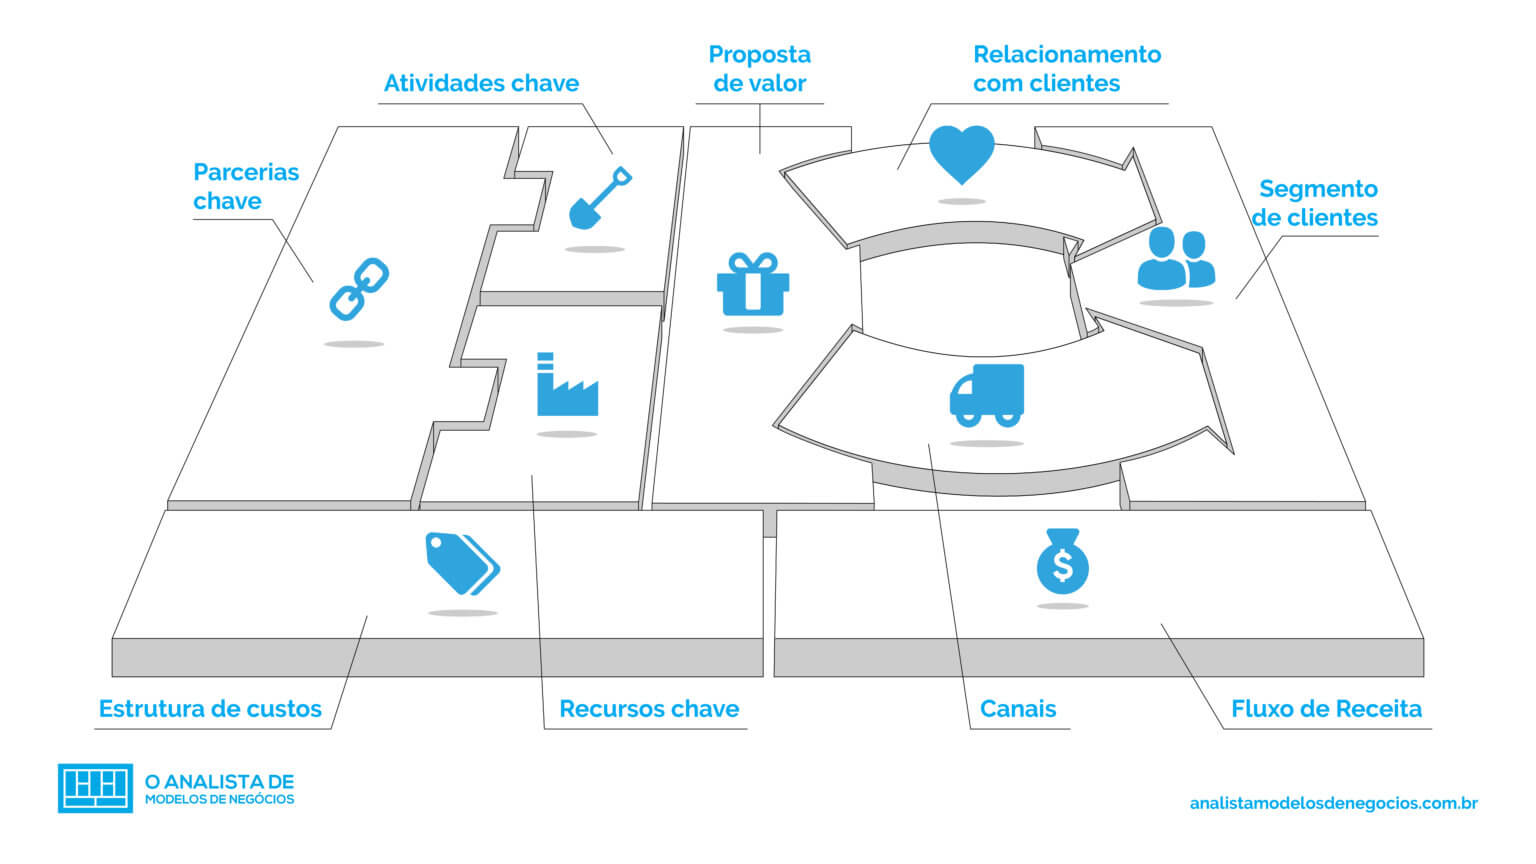 Proposta
de valor
Relacionamento
com clientes
Atividades chave
Parcerias
chave
Segmento
de clientes
$
Estrutura de custos
Recursos chave
Canais
Fluxo de Receita
O ANALISTA DE
MODELOS DE NEGÓCIOS
analistamodelosdenegocios.com.br